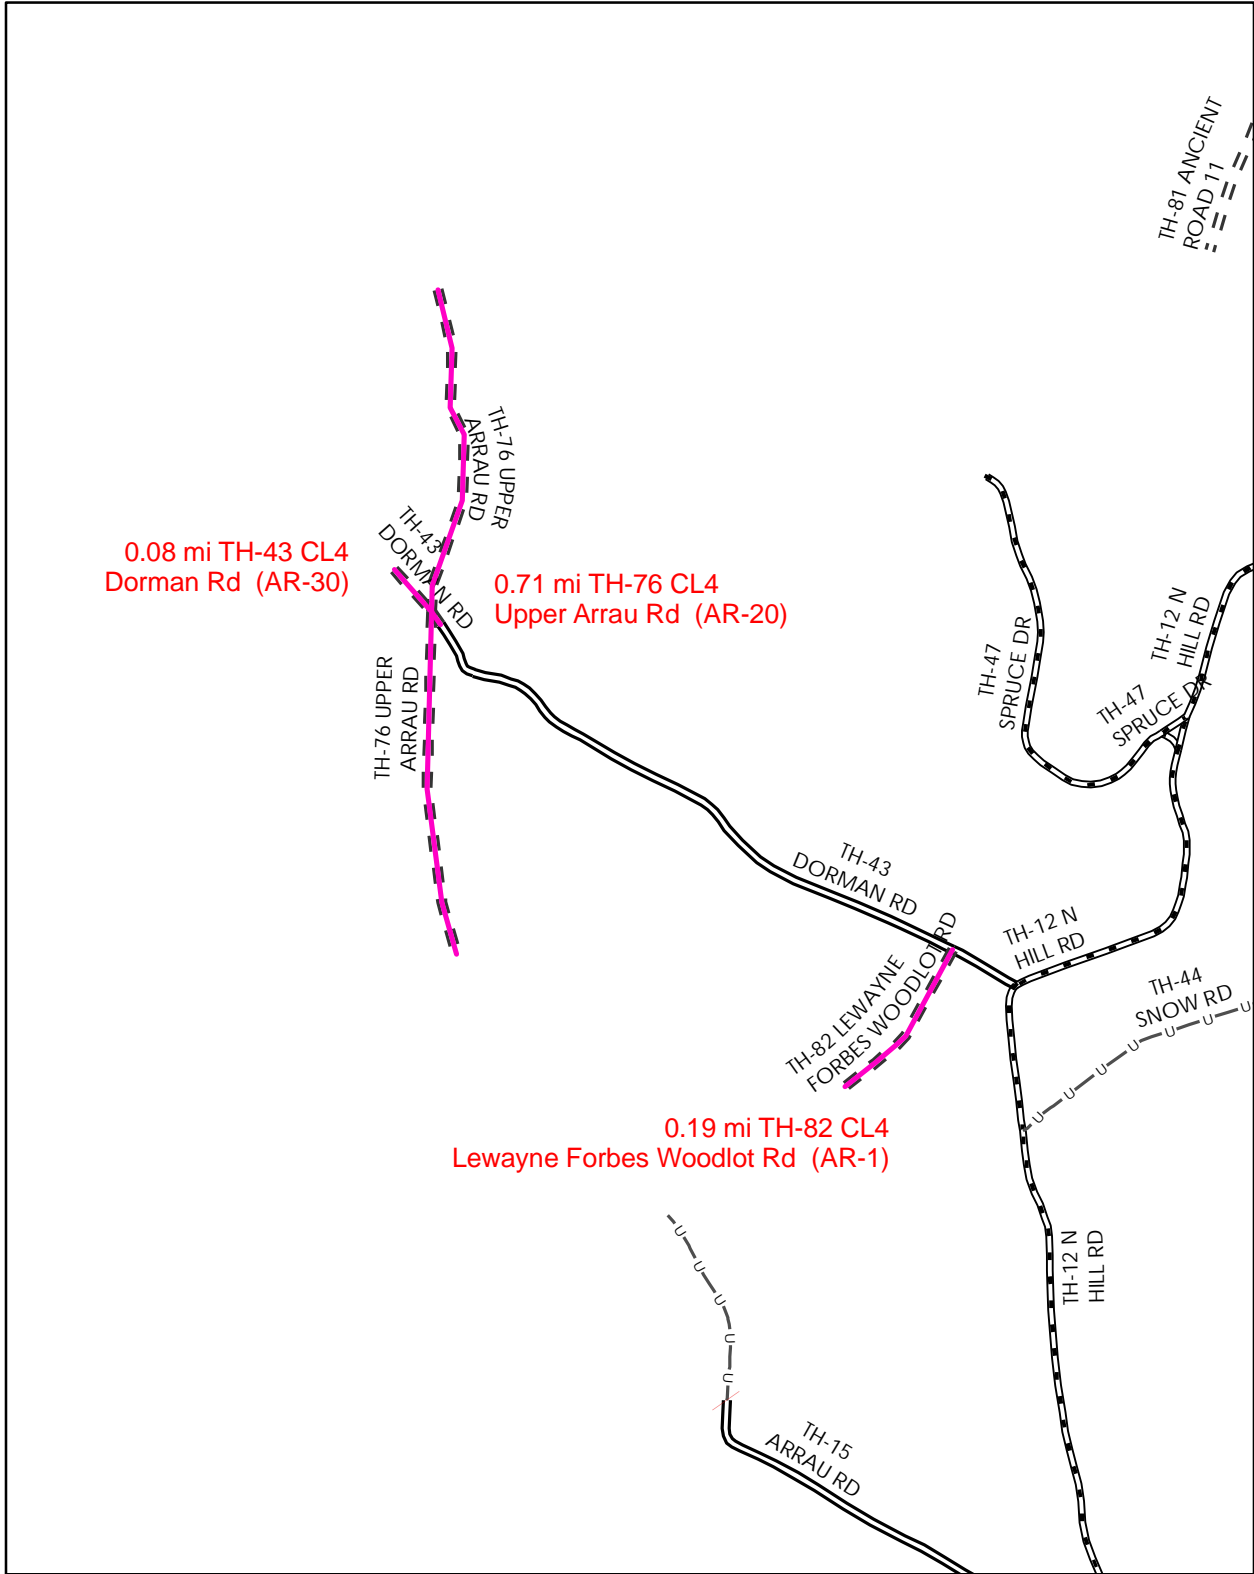 TH-81 ANCIENT
ROAD 11
TH-76 UPPER
ARRAU RD
TH-43
DORMAN RD
0.08 mi TH-43 CL4
Dorman Rd (AR-30)
0.71 mi TH-76 CL4
Upper Arrau Rd (AR-20)
TH-12 N
HILL RD
TH-47
SPRUCE DR
TH-47
SPRUCE DR
TH-76 UPPER
ARRAU RD
TH-43
DORMAN RD
TH-12 N
HILL RD
TH-82 LEWAYNE
FORBES WOODLOT RD
TH-44
SNOW RD
U U U U U U
0.19 mi TH-82 CL4
Lewayne Forbes Woodlot Rd (AR-1)
TH-12 N
HILL RD
U
U
U
U
U
TH-15
ARRAU RD